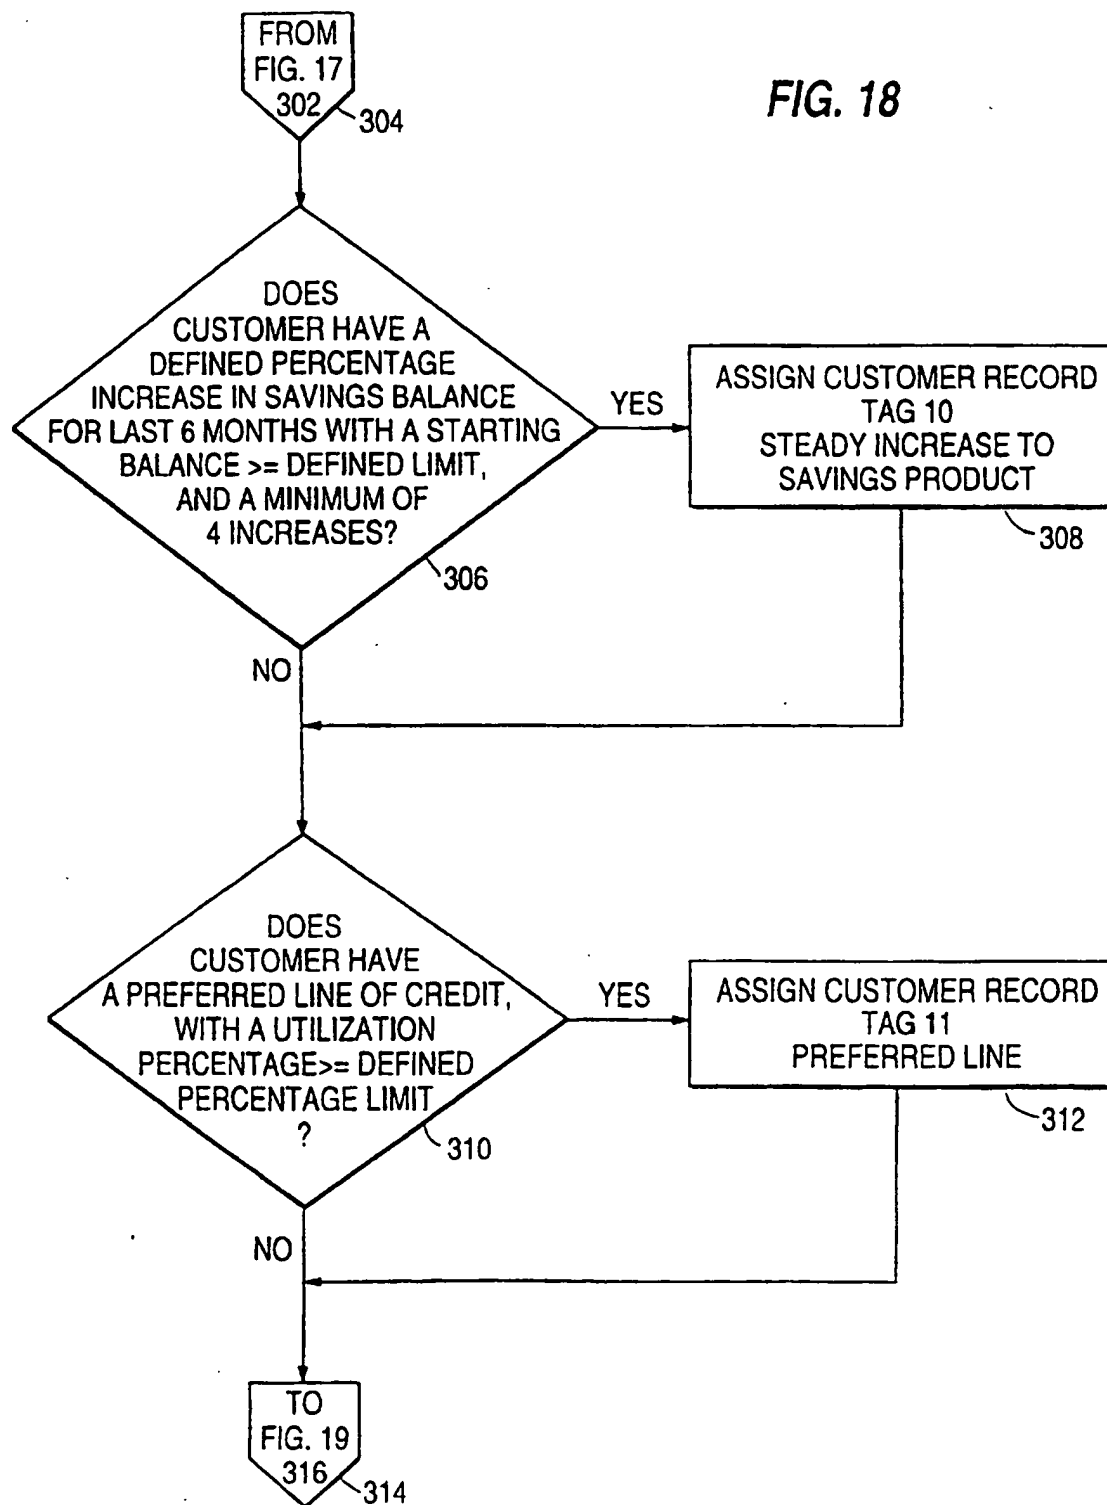 FROM
FIG. 17
302
304
FIG. 18
DOES
CUSTOMER HAVE A
DEFINED PERCENTAGE
INCREASE IN SAVINGS BALANCE
FOR LAST 6 MONTHS WITH A STARTING
BALANCE >= DEFINED LIMIT,
AND A MINIMUM OF
4 INCREASES?
306
YES
ASSIGN CUSTOMER RECORD
TAG 10
STEADY INCREASE TO
SAVINGS PRODUCT
308
NO
DOES
CUSTOMER HAVE
A PREFERRED LINE OF CREDIT,
WITH A UTILIZATION
PERCENTAGE>= DEFINED
PERCENTAGE LIMIT
?
310
YES
ASSIGN CUSTOMER RECORD
TAG 11
PREFERRED LINE
312
NO
TO
FIG. 19
316
314